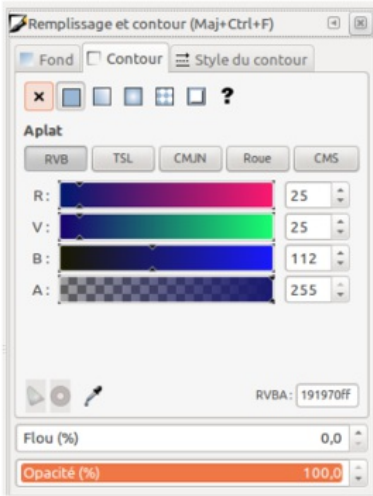 Remplissage et contour (Maj+Ctrl+F)
Fond Contour Style du contour
?
Aplat
RVB TSL CMJN Roue CMS
R: 25
V: 25
B: 112
A: 255
RVBA: 191970ff
Flou (%) 0,0
Opacité (%) 100,0